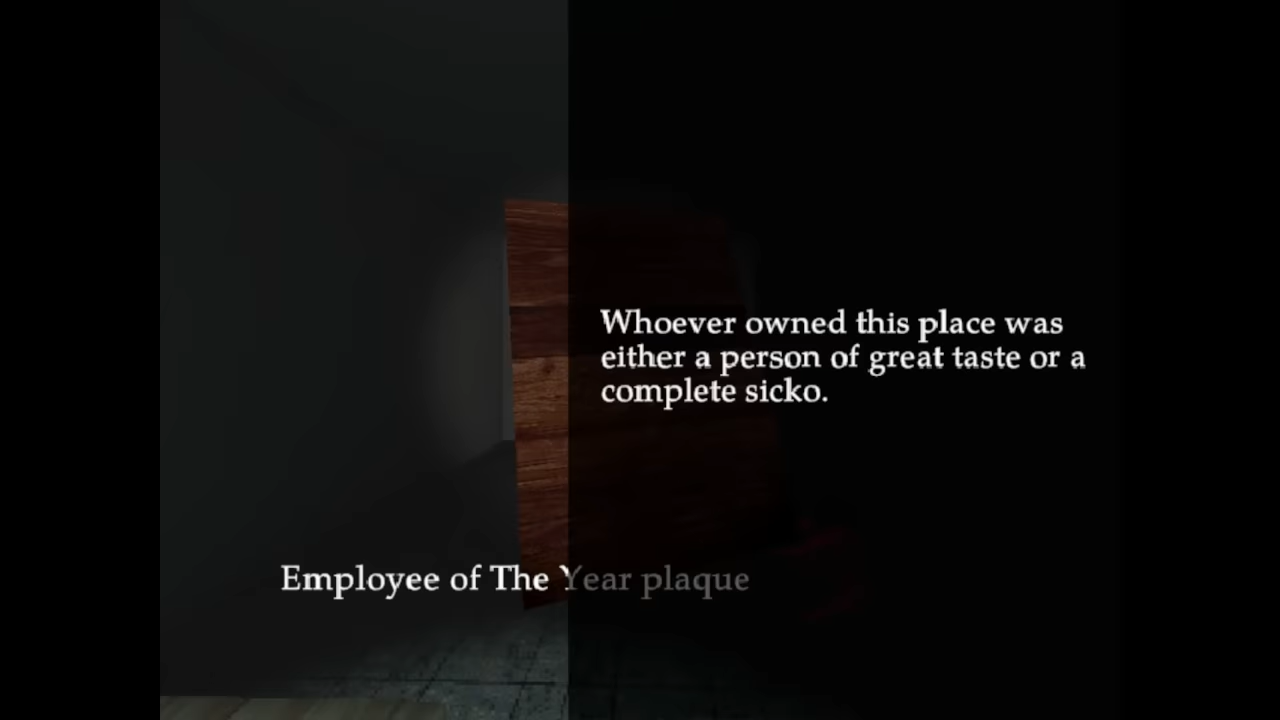 Whoever owned this place was
either a person of great taste or a
complete sicko.
Employee of The Year plaque